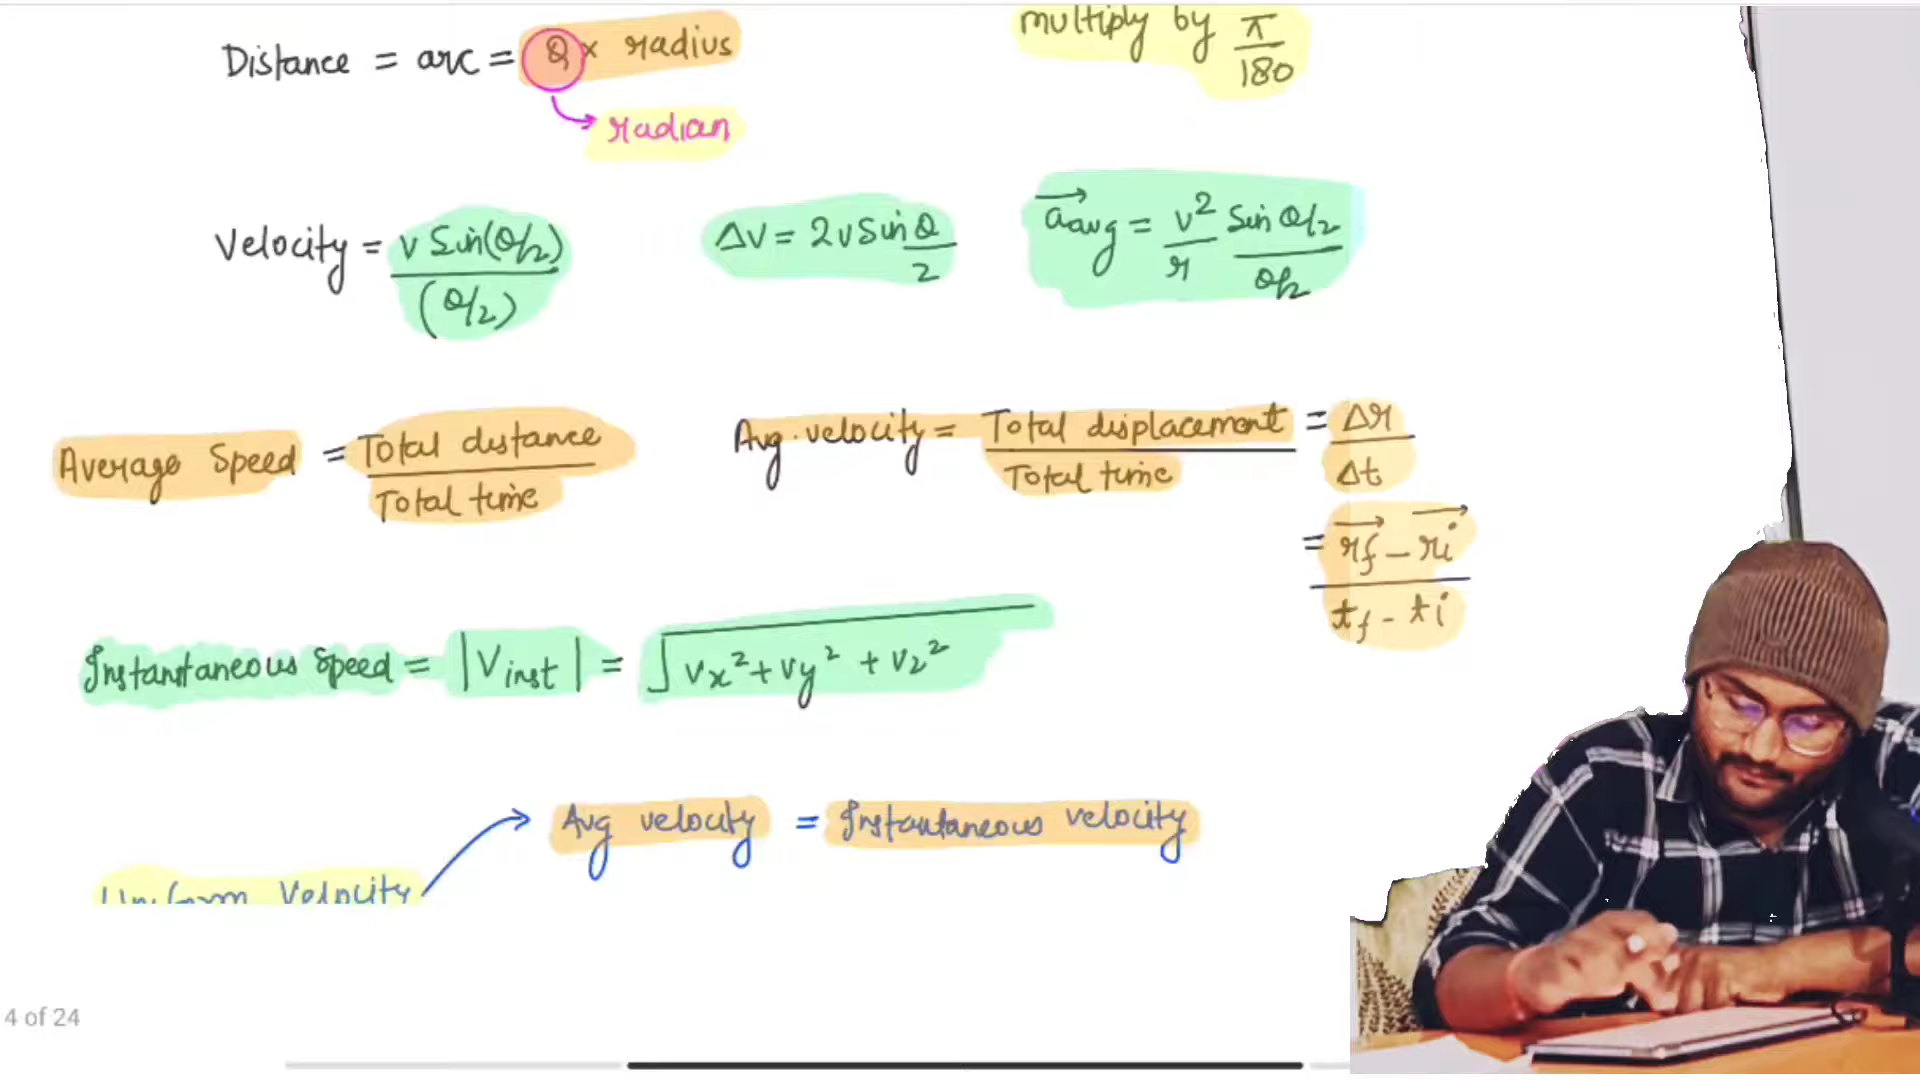 Distance = arc = θ × radius
multiply by π/180
radian
Velocity = v Sin(θ/2)/(θ/2)
ΔV = 2v Sin θ/2
a⃗avg = v²/r Sin θ/2/θ/2
Average Speed = Total distance/Total time
Avg. velocity = Total displacement/Total time = Δr/Δt
= r⃗f - r⃗i/tf - ti
Instantaneous Speed = |Vinst| = √vx² + vy² + vz²
Avg velocity = Instantaneous velocity
Uniform Velocity
4 of 24